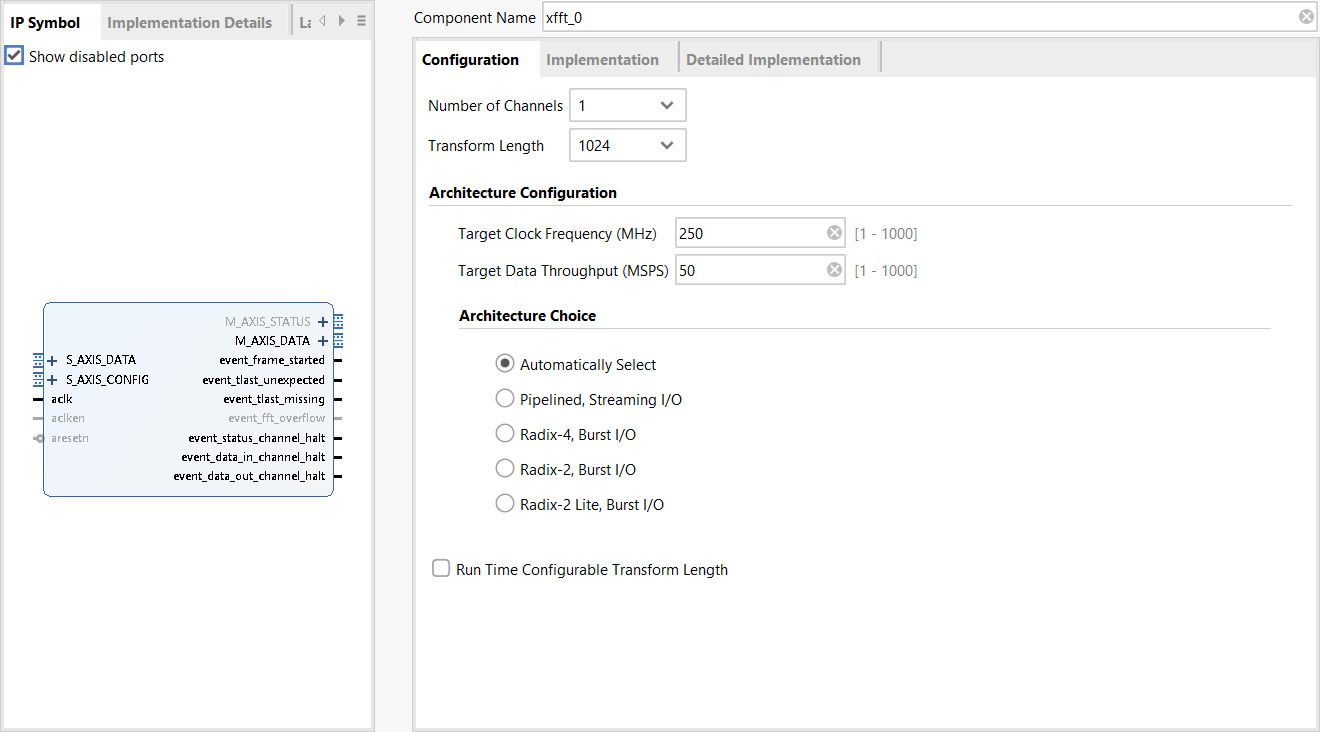 IP Symbol
Implementation Details
Show disabled ports
M_AXIS_STATUS
M_AXIS_DATA
S_AXIS_DATA
event_frame_started
S_AXIS_CONFIG
event_tlast_unexpected
aclk
event_tlast_missing
aclken
event_fft_overflow
aresetn
event_status_channel_halt
event_data_in_channel_halt
event_data_out_channel_halt
Component Name
xfft_0
Configuration
Implementation
Detailed Implementation
Number of Channels
1
Transform Length
1024
Architecture Configuration
Target Clock Frequency (MHz)
250
[1 - 1000]
Target Data Throughput (MSPS)
50
[1 - 1000]
Architecture Choice
Automatically Select
Pipelined, Streaming I/O
Radix-4, Burst I/O
Radix-2, Burst I/O
Radix-2 Lite, Burst I/O
Run Time Configurable Transform Length